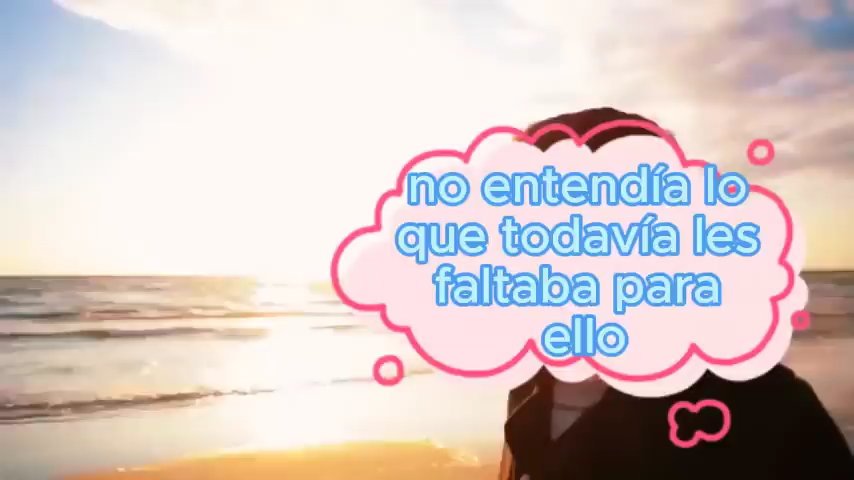 no entendía lo
que todavía les
faltaba para
ello